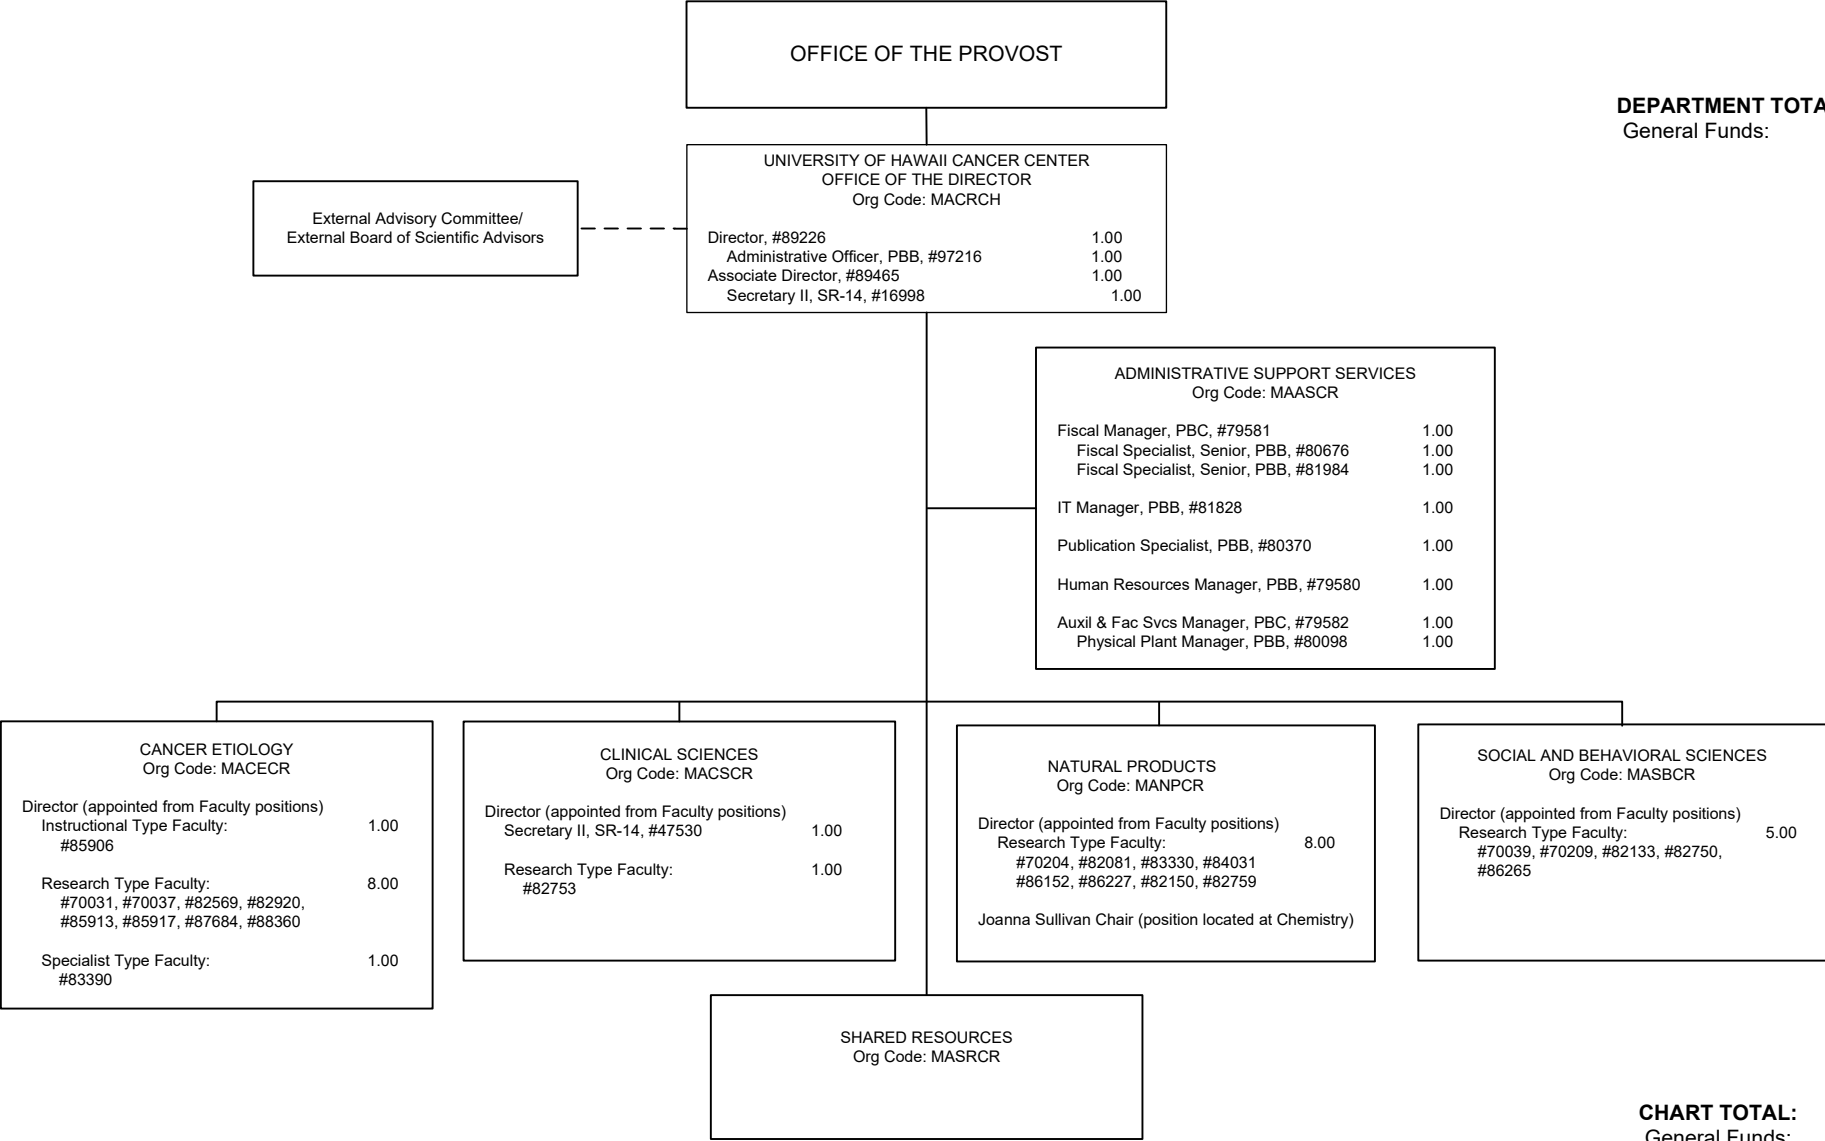 OFFICE OF THE PROVOST
DEPARTMENT TOTA
General Funds:
UNIVERSITY OF HAWAII CANCER CENTER
OFFICE OF THE DIRECTOR
Org Code: MACRCH
Director, #89226 1.00
Administrative Officer, PBB, #97216 1.00
Associate Director, #89465 1.00
Secretary II, SR-14, #16998 1.00
External Advisory Committee/
External Board of Scientific Advisors
ADMINISTRATIVE SUPPORT SERVICES
Org Code: MAASCR
Fiscal Manager, PBC, #79581 1.00
Fiscal Specialist, Senior, PBB, #80676 1.00
Fiscal Specialist, Senior, PBB, #81984 1.00
IT Manager, PBB, #81828 1.00
Publication Specialist, PBB, #80370 1.00
Human Resources Manager, PBB, #79580 1.00
Auxil & Fac Svcs Manager, PBC, #79582 1.00
Physical Plant Manager, PBB, #80098 1.00
CANCER ETIOLOGY
Org Code: MACECR
Director (appointed from Faculty positions)
Instructional Type Faculty: 1.00
#85906
Research Type Faculty: 8.00
#70031, #70037, #82569, #82920,
#85913, #85917, #87684, #88360
Specialist Type Faculty: 1.00
#83390
CLINICAL SCIENCES
Org Code: MACSCR
Director (appointed from Faculty positions)
Secretary II, SR-14, #47530 1.00
Research Type Faculty: 1.00
#82753
NATURAL PRODUCTS
Org Code: MANPCR
Director (appointed from Faculty positions)
Research Type Faculty: 8.00
#70204, #82081, #83330, #84031
#86152, #86227, #82150, #82759
Joanna Sullivan Chair (position located at Chemistry)
SOCIAL AND BEHAVIORAL SCIENCES
Org Code: MASBCR
Director (appointed from Faculty positions)
Research Type Faculty: 5.00
#70039, #70209, #82133, #82750,
#86265
SHARED RESOURCES
Org Code: MASRCR
CHART TOTAL:
General Funds: